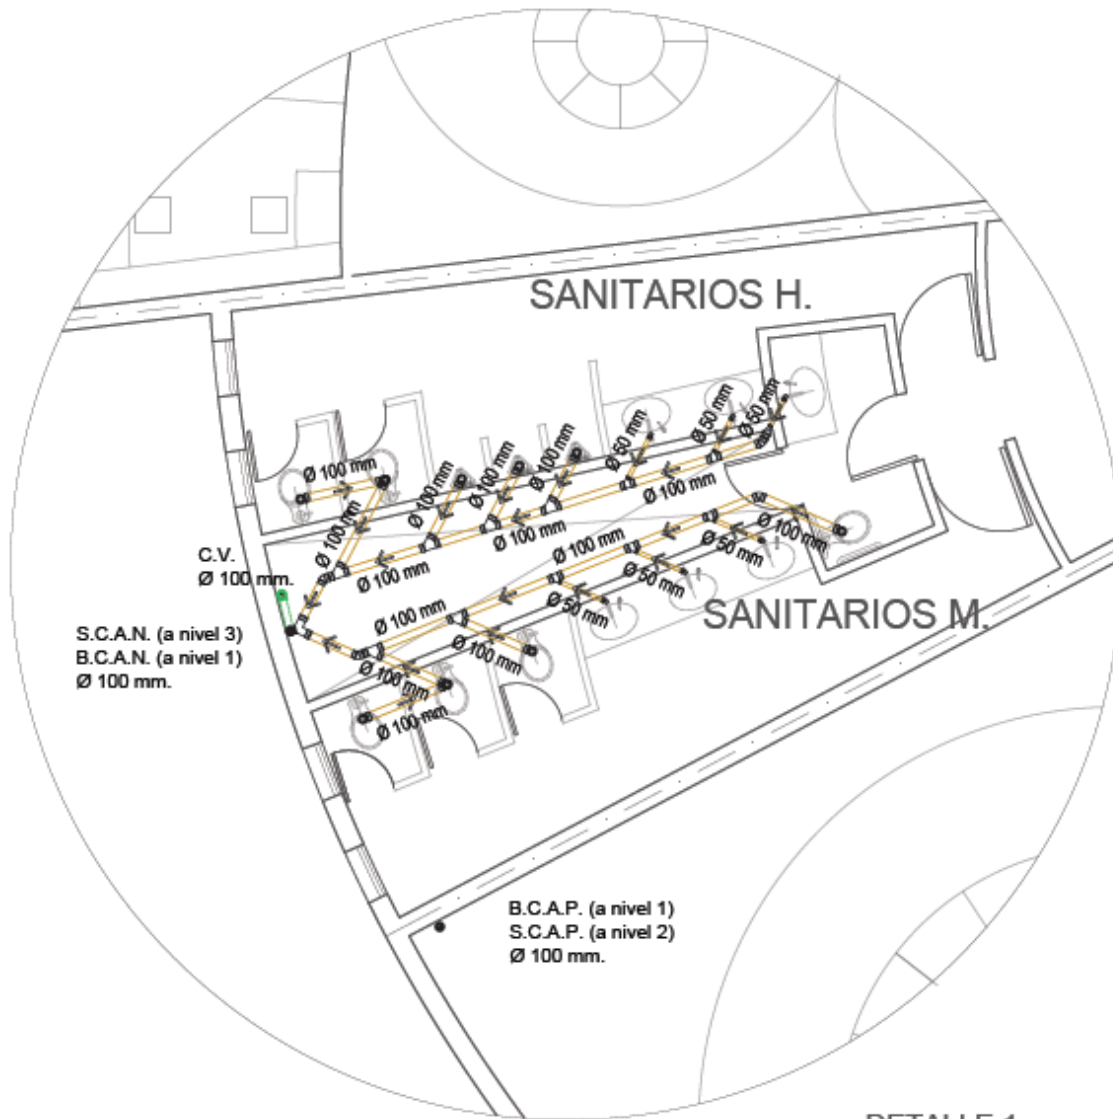 SANITARIOS H.
Ø 50 mm
Ø 50 mm
Ø 50 mm
Ø 100 mm
Ø 100 mm
Ø 100 mm
Ø 100 mm
Ø 100 mm
Ø 100 mm
Ø 100 mm
Ø 100 mm
Ø 100 mm
Ø 100 mm
Ø 100 mm
Ø 50 mm
Ø 50 mm
Ø 50 mm
C.V.
Ø 100 mm.
SANITARIOS M.
S.C.A.N. (a nivel 3)
B.C.A.N. (a nivel 1)
Ø 100 mm.
Ø 100 mm
Ø 100 mm
Ø 100 mm
Ø 100 mm
B.C.A.P. (a nivel 1)
S.C.A.P. (a nivel 2)
Ø 100 mm.
DETALLE 1